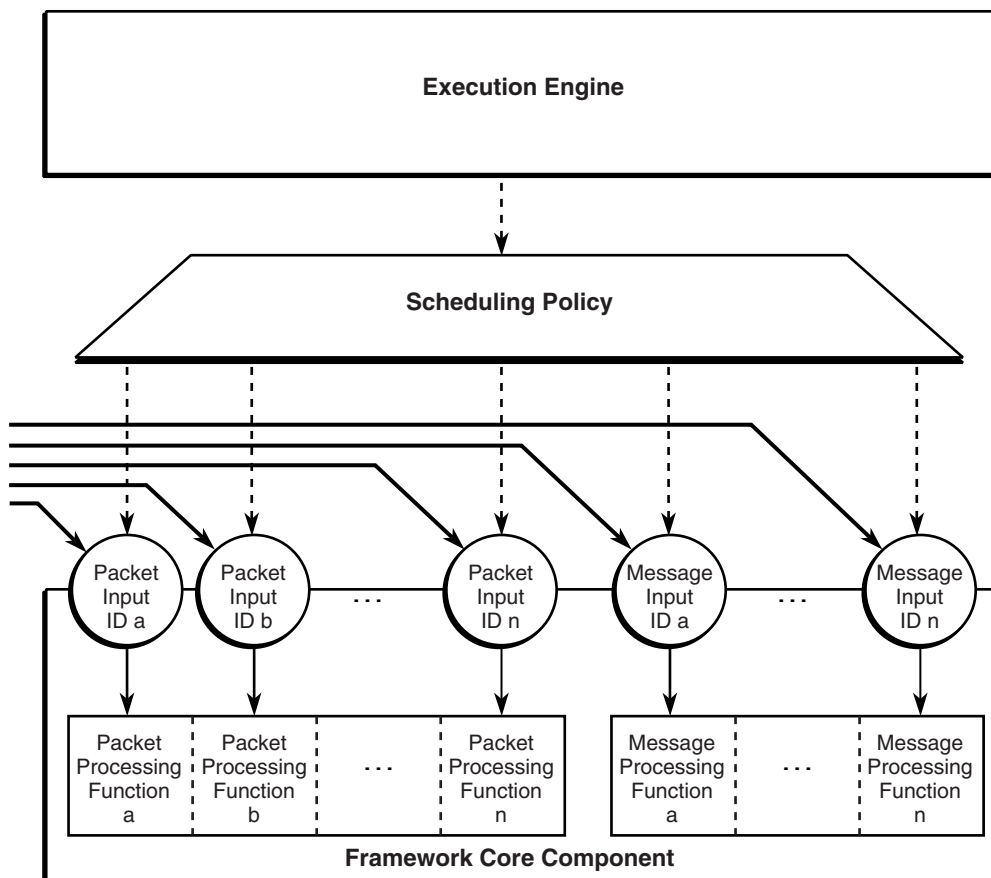 Execution Engine
Scheduling Policy
Packet
Input
ID a
Packet
Input
ID b
...
Packet
Input
ID n
Message
Input
ID a
...
Message
Input
ID n
Packet
Processing
Function
a
Packet
Processing
Function
b
...
Packet
Processing
Function
n
Message
Processing
Function
a
...
Message
Processing
Function
n
Framework Core Component